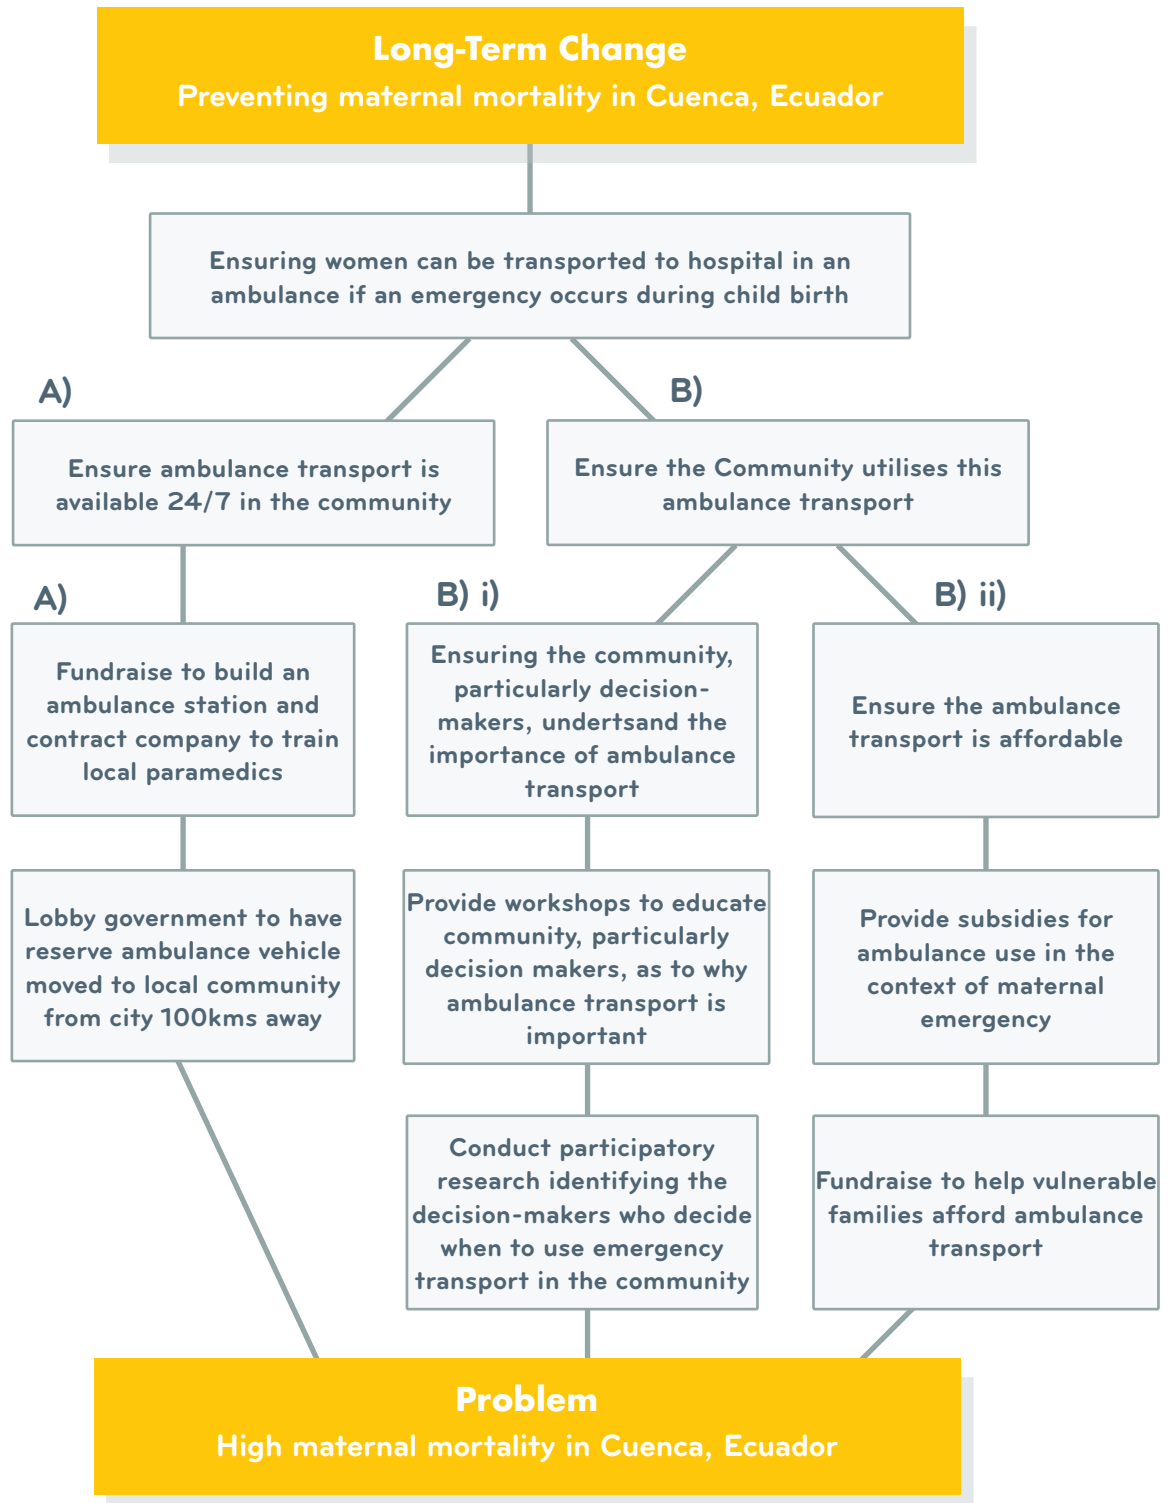 Long-Term Change
Preventing maternal mortality in Cuenca, Ecuador
Ensuring women can be transported to hospital in an
ambulance if an emergency occurs during child birth
A)
Ensure ambulance transport is
available 24/7 in the community
B)
Ensure the Community utilises this
ambulance transport
A)
Fundraise to build an
ambulance station and
contract company to train
local paramedics
B) i)
Ensuring the community,
particularly decision-
makers, undertsand the
importance of ambulance
transport
B) ii)
Ensure the ambulance
transport is affordable
Lobby government to have
reserve ambulance vehicle
moved to local community
from city 100kms away
Provide workshops to educate
community, particularly
decision makers, as to why
ambulance transport is
important
Provide subsidies for
ambulance use in the
context of maternal
emergency
Conduct participatory
research identifying the
decision-makers who decide
when to use emergency
transport in the community
Fundraise to help vulnerable
families afford ambulance
transport
Problem
High maternal mortality in Cuenca, Ecuador